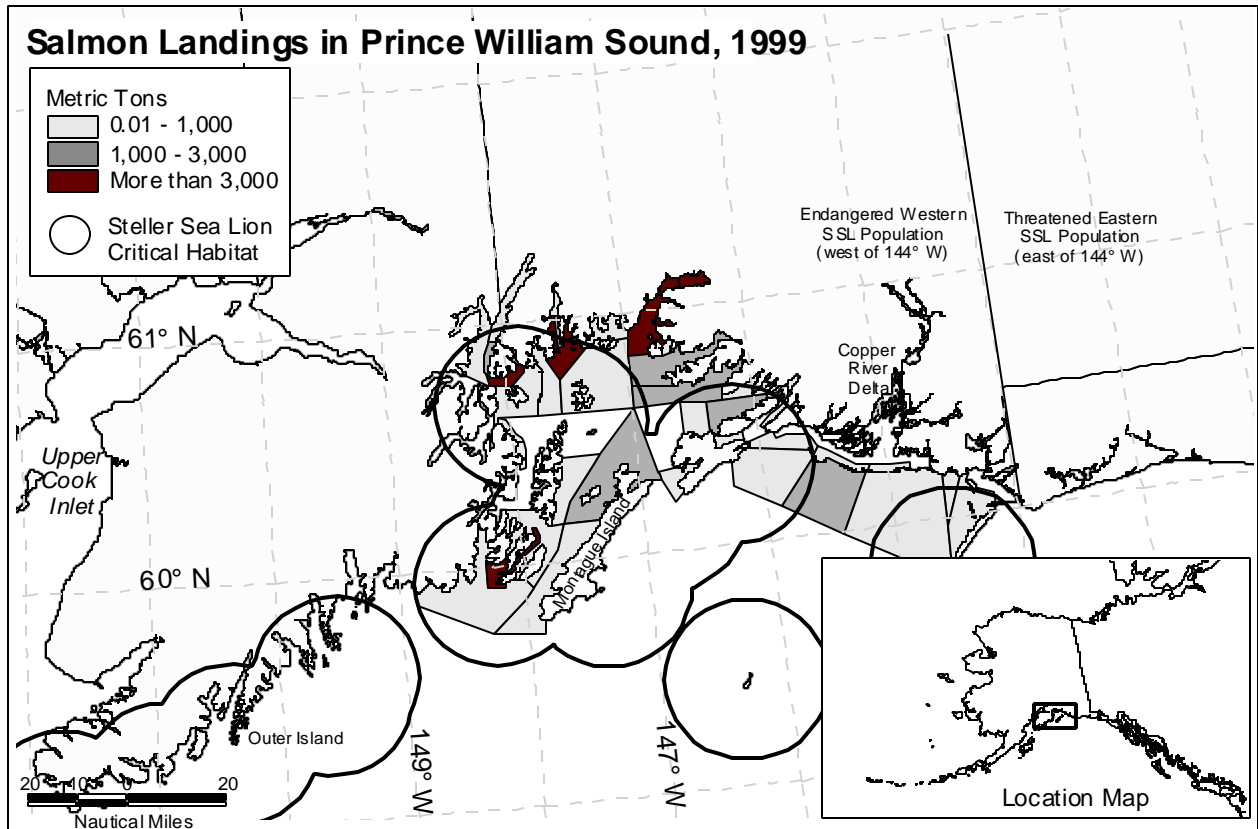 Salmon Landings in Prince William Sound, 1999
Metric Tons
0.01 - 1,000
1,000 - 3,000
More than 3,000
Steller Sea Lion
Critical Habitat
Endangered Western
SSL Population
(west of 144° W)
Threatened Eastern
SSL Population
(east of 144° W)
61° N
Copper
River
Delta
Upper
Cook
Inlet
60° N
Montague Island
Outer Island
149° W
147° W
20 10 0 20
Nautical Miles
Location Map